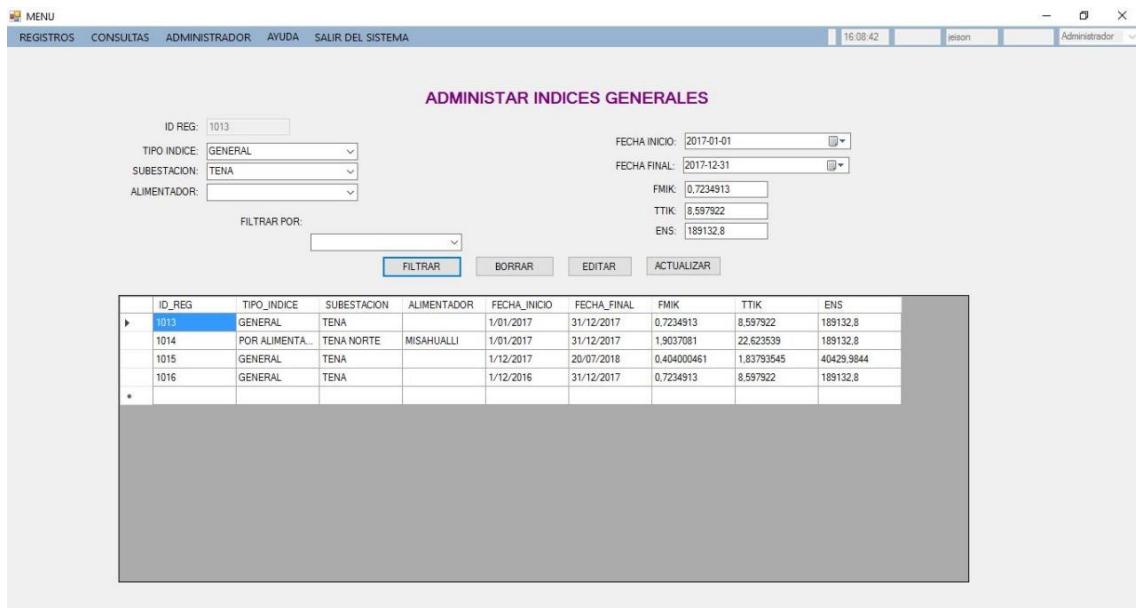 MENU
REGISTROS CONSULTAS ADMINISTRADOR AYUDA SALIR DEL SISTEMA 16:08:42 jeison Administrador
ADMINISTAR INDICES GENERALES
ID REG: 1013
TIPO INDICE: GENERAL
SUBESTACION: TENA
ALIMENTADOR:
FILTRAR POR:
FECHA INICIO: 2017-01-01
FECHA FINAL: 2017-12-31
FMIK: 0,7234913
TTIK: 8,597922
ENS: 189132,8
FILTRAR BORRAR EDITAR ACTUALIZAR
ID_REG TIPO_INDICE SUBESTACION ALIMENTADOR FECHA_INICIO FECHA_FINAL FMIK TTIK ENS
1013 GENERAL TENA 1/01/2017 31/12/2017 0,7234913 8,597922 189132,8
1014 POR ALIMENTA... TENA NORTE MISAHUALLI 1/01/2017 31/12/2017 1,9037081 22,623539 189132,8
1015 GENERAL TENA 1/12/2017 20/07/2018 0,404000461 1,83793545 40429,9844
1016 GENERAL TENA 1/12/2016 31/12/2017 0,7234913 8,597922 189132,8